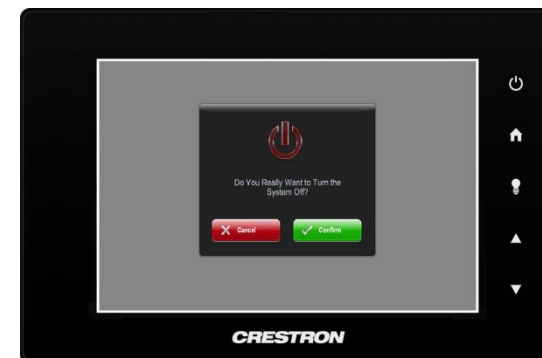 Do You Really Want to Turn the
System Off?
Cancel
Confirm
CRESTRON